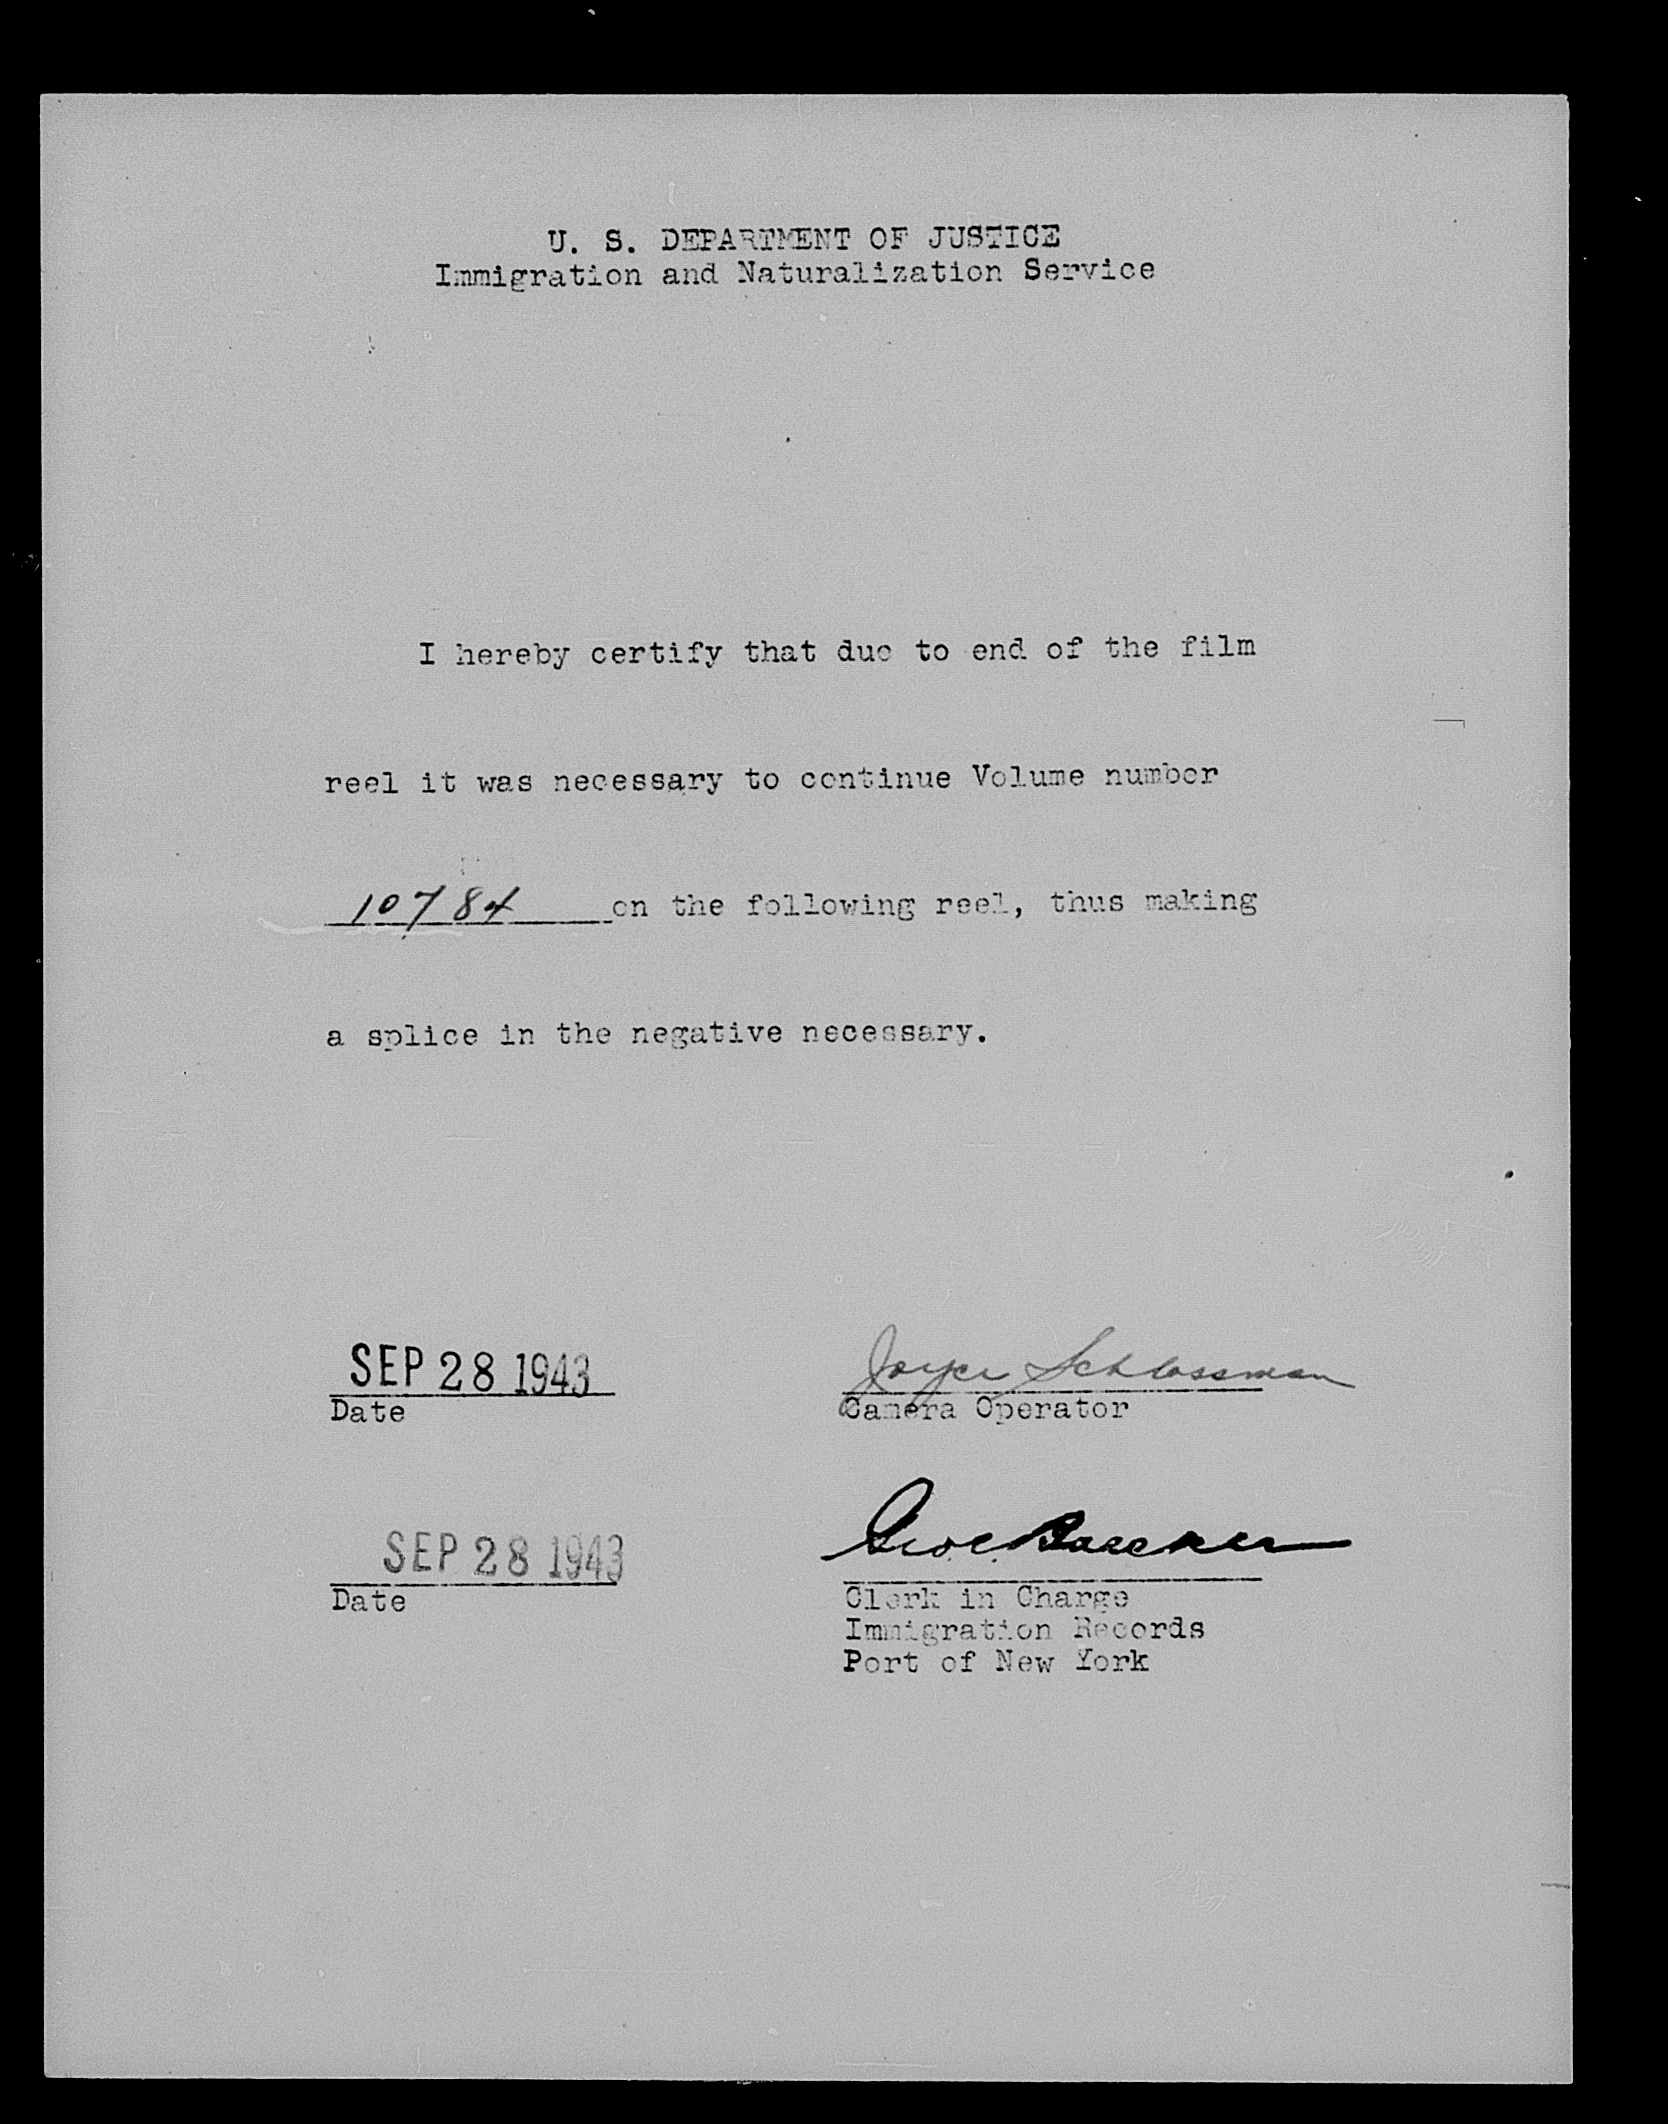 U. S. DEPARTMENT OF JUSTICE
Immigration and Naturalization Service
I hereby certify that due to end of the film
reel it was necessary to continue Volume number
10784 on the following reel, thus making
a splice in the negative necessary.
SEP 28 1943
Date
Joyce Schlossman
Camera Operator
SEP 28 1943
Date
Clerk in Charge
Immigration Records
Port of New York